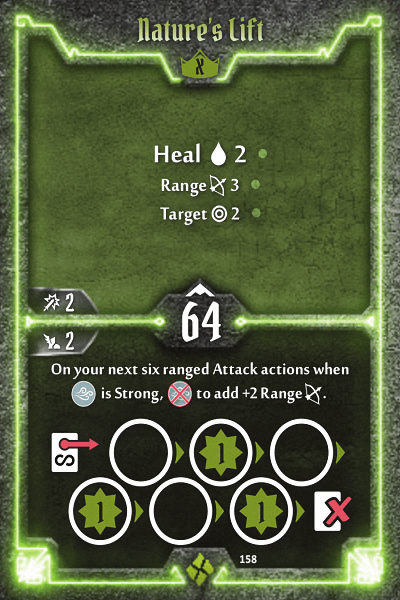 Nature's Lift
X
Heal 2
Range 3
Target 2
2
64
2
On your next six ranged Attack actions when
is Strong, to add +2 Range.
S
1
1
1
158